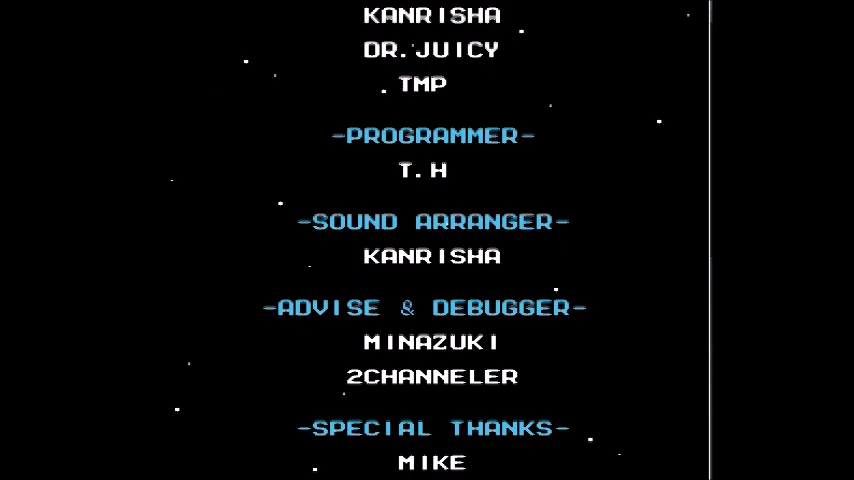 KANRISHA
DR.JUICY
TMP
-PROGRAMMER-
T.H
-SOUND ARRANGER-
KANRISHA
-ADVISE & DEBUGGER-
MINAZUKI
2CHANNELER
-SPECIAL THANKS-
MIKE